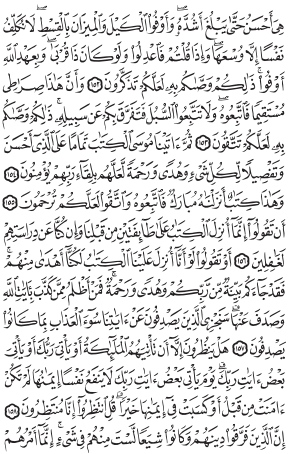 هِيَ أَحْسَنُ حَتَّىٰ يَبْلُغَ أَشُدَّهُۥ وَأَوْفُوا۟ ٱلْكَيْلَ وَٱلْمِيزَانَ بِٱلْقِسْطِ لَا نُكَلِّفُ
نَفْسًا إِلَّا وُسْعَهَا وَإِذَا قُلْتُمْ فَٱعْدِلُوا۟ وَلَوْ كَانَ ذَا قُرْبَىٰ وَبِعَهْدِ ٱللَّهِ
أَوْفُوا۟ ذَٰلِكُمْ وَصَّىٰكُم بِهِۦ لَعَلَّكُمْ تَذَكَّرُونَ ١٥٢ وَأَنَّ هَٰذَا صِرَٰطِى
مُسْتَقِيمًا فَٱتَّبِعُوهُ وَلَا تَتَّبِعُوا۟ ٱلسُّبُلَ فَتَفَرَّقَ بِكُمْ عَن سَبِيلِهِۦ ذَٰلِكُمْ وَصَّىٰكُم
بِهِۦ لَعَلَّكُمْ تَتَّقُونَ ١٥٣ ثُمَّ ءَاتَيْنَا مُوسَى ٱلْكِتَٰبَ تَمَامًا عَلَى ٱلَّذِىٓ أَحْسَنَ
وَتَفْصِيلًا لِّكُلِّ شَىْءٍ وَهُدًى وَرَحْمَةً لَّعَلَّهُم بِلِقَآءِ رَبِّهِمْ يُؤْمِنُونَ ١٥٤
وَهَٰذَا كِتَٰبٌ أَنزَلْنَٰهُ مُبَارَكٌ فَٱتَّبِعُوهُ وَٱتَّقُوا۟ لَعَلَّكُمْ تُرْحَمُونَ ١٥٥
أَن تَقُولُوٓا۟ إِنَّمَآ أُنزِلَ ٱلْكِتَٰبُ عَلَىٰ طَآئِفَتَيْنِ مِن قَبْلِنَا وَإِن كُنَّا عَن دِرَاسَتِهِمْ
لَغَٰفِلِينَ ١٥٦ أَوْ تَقُولُوا۟ لَوْ أَنَّآ أُنزِلَ عَلَيْنَا ٱلْكِتَٰبُ لَكُنَّآ أَهْدَىٰ مِنْهُمْ
فَقَدْ جَآءَكُم بَيِّنَةٌ مِّن رَّبِّكُمْ وَهُدًى وَرَحْمَةٌ فَمَنْ أَظْلَمُ مِمَّن كَذَّبَ بِـَٔايَٰتِ ٱللَّهِ
وَصَدَفَ عَنْهَا سَنَجْزِى ٱلَّذِينَ يَصْدِفُونَ عَنْ ءَايَٰتِنَا سُوٓءَ ٱلْعَذَابِ بِمَا كَانُوا۟
يَصْدِفُونَ ١٥٧ هَلْ يَنظُرُونَ إِلَّآ أَن تَأْتِيَهُمُ ٱلْمَلَٰٓئِكَةُ أَوْ يَأْتِىَ رَبُّكَ أَوْ يَأْتِىَ
بَعْضُ ءَايَٰتِ رَبِّكَ يَوْمَ يَأْتِى بَعْضُ ءَايَٰتِ رَبِّكَ لَا يَنفَعُ نَفْسًا إِيمَٰنُهَا لَمْ تَكُنْ
ءَامَنَتْ مِن قَبْلُ أَوْ كَسَبَتْ فِىٓ إِيمَٰنِهَا خَيْرًا قُلِ ٱنتَظِرُوٓا۟ إِنَّا مُنتَظِرُونَ ١٥٨
إِنَّ ٱلَّذِينَ فَرَّقُوا۟ دِينَهُمْ وَكَانُوا۟ شِيَعًا لَّسْتَ مِنْهُمْ فِى شَىْءٍ إِنَّمَآ أَمْرُهُمْ